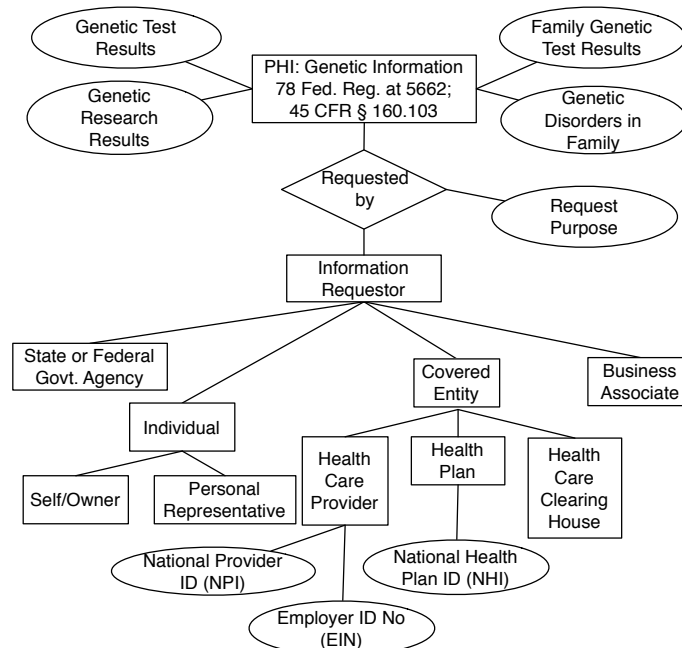 Genetic Test
Results
Family Genetic
Test Results
PHI: Genetic Information
78 Fed. Reg. at 5662;
45 CFR § 160.103
Genetic
Research
Results
Genetic
Disorders in
Family
Requested
by
Request
Purpose
Information
Requestor
State or Federal
Govt. Agency
Covered
Entity
Business
Associate
Individual
Health
Care
Provider
Health
Plan
Health
Care
Clearing
House
Self/Owner
Personal
Representative
National Provider
ID (NPI)
National Health
Plan ID (NHI)
Employer ID No
(EIN)